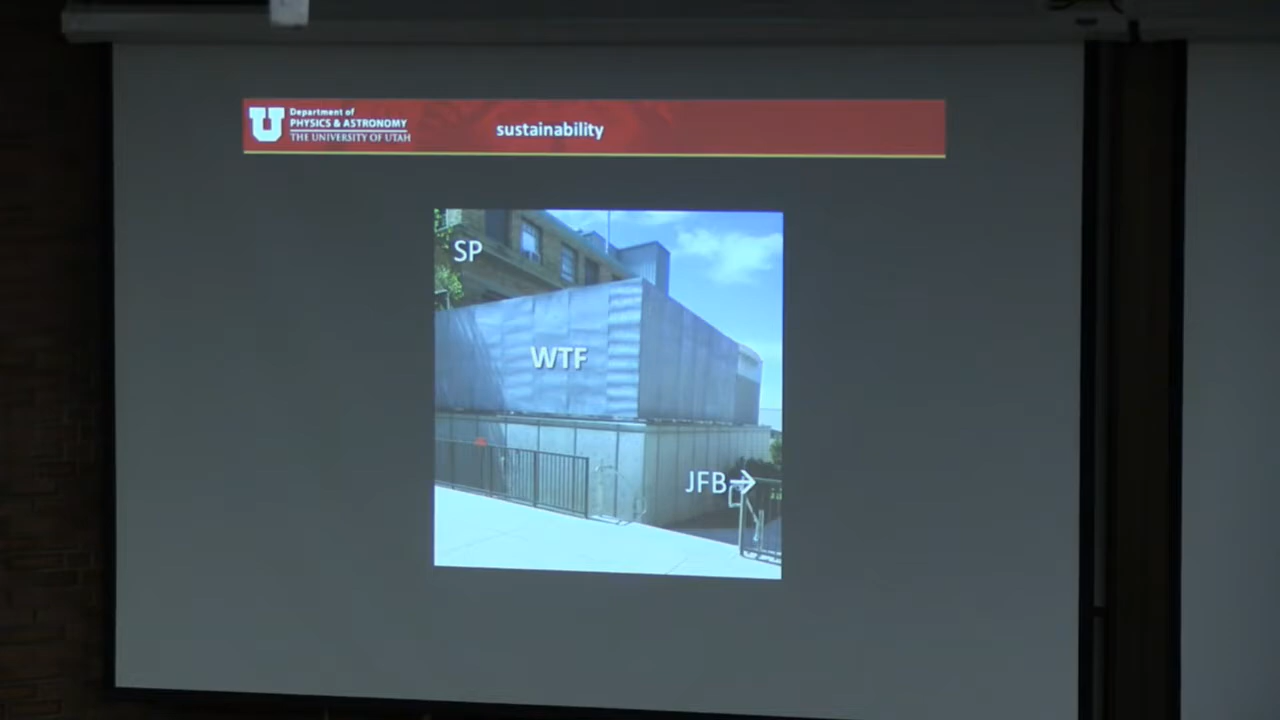 Department of
PHYSICS & ASTRONOMY
THE UNIVERSITY OF UTAH
sustainability
SP
WTF
JFB→